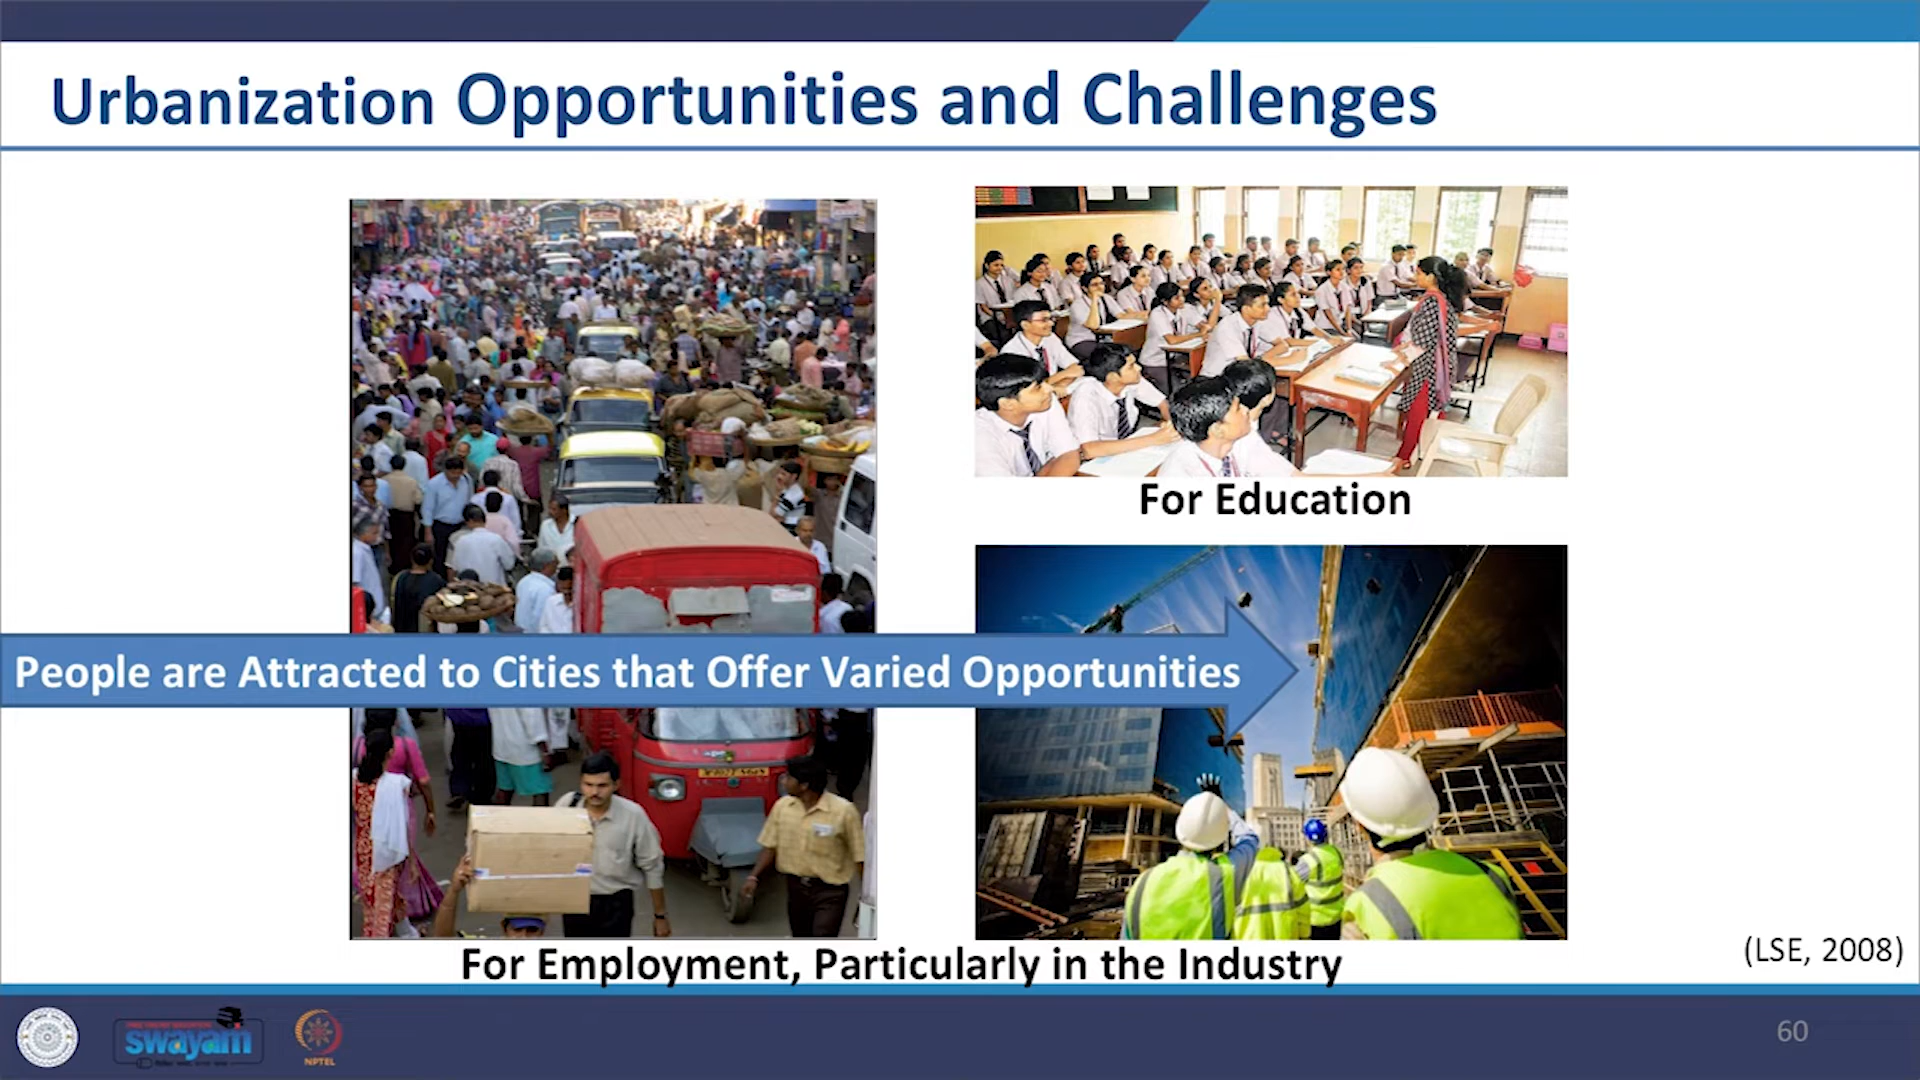 Urbanization Opportunities and Challenges
For Education
People are Attracted to Cities that Offer Varied Opportunities
For Employment, Particularly in the Industry
(LSE, 2008)
swayam
NPTEL
60